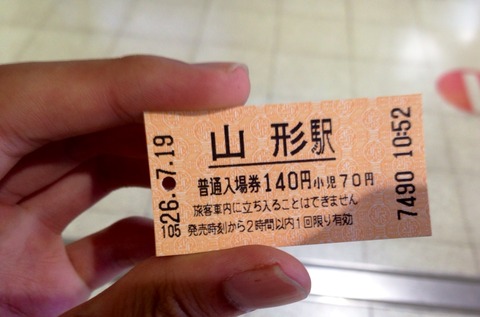 山形駅
普通入場券140円小児70円
旅客車内に立ち入ることはできません
発売時刻から2時間以内1回限り有効
'26.-7.19
105
7490 10:52